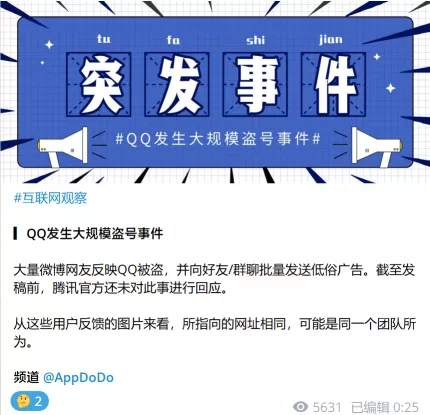 tu fa shi jian
突发事件
#QQ发生大规模盗号事件#
#互联网观察
QQ发生大规模盗号事件
大量微博网友反映QQ被盗，并向好友/群聊批量发送低俗广告。截至发
稿前，腾讯官方还未对此事进行回应。
从这些用户反馈的图片来看，所指向的网址相同，可能是同一个团队所
为。
频道 @AppDoDo
🤔 2
5631 已编辑 0:25